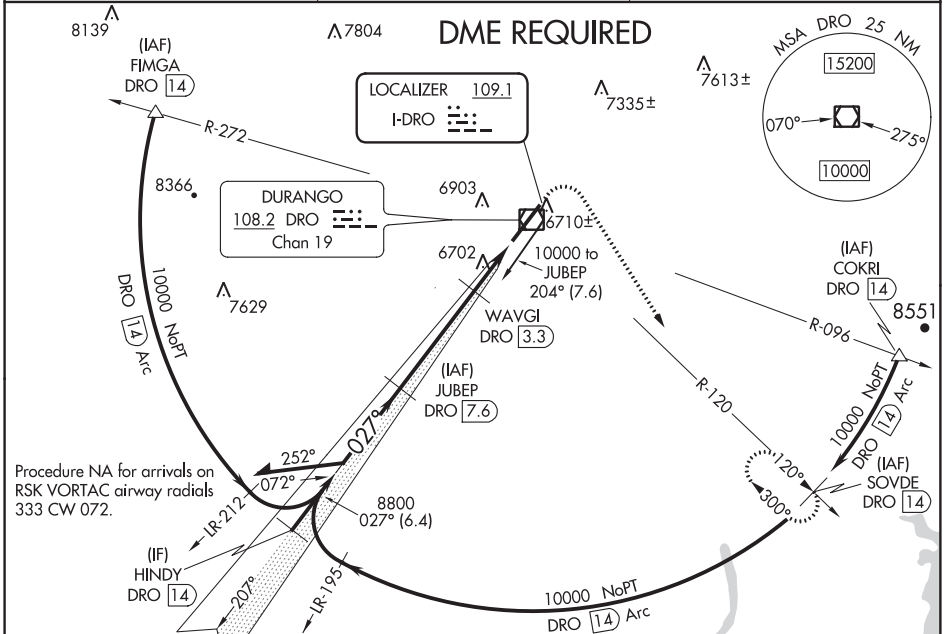 DME REQUIRED
8139
7804
(IAF)
FIMGA
DRO 14
R-272
LOCALIZER 109.1
I-DRO
7335±
7613±
MSA DRO 25 NM
15200
070°
275°
10000
8366
DURANGO
108.2 DRO
Chan 19
6903
6710±
6702
10000 to
JUBEP
204° (7.6)
WAVGI
DRO 3.3
(IAF)
JUBEP
DRO 7.6
7629
10000 NoPT
DRO 14 Arc
(IAF)
COKRI
DRO 14
8551
R-096
R-120
10000 NoPT
DRO 14 Arc
(IAF)
SOVDE
DRO 14
120°
300°
027°
252°
072°
Procedure NA for arrivals on
RSK VORTAC airway radials
333 CW 072.
LR-212
8800
027° (6.4)
(IF)
HINDY
DRO 14
207°
LR-195
10000 NoPT
DRO 14 Arc